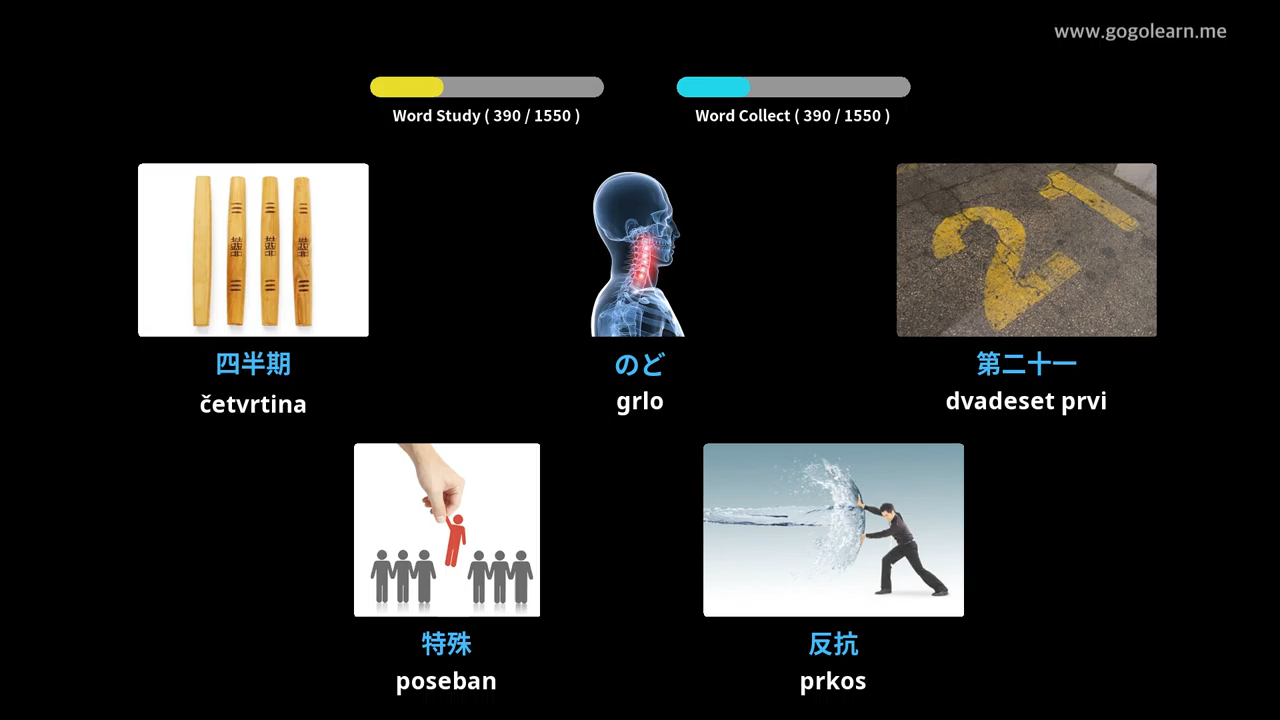 www.gogolearn.me
Word Study ( 390 / 1550 )
Word Collect ( 390 / 1550 )
21
四半期
četvrtina
のど
grlo
第二十一
dvadeset prvi
特殊
poseban
反抗
prkos